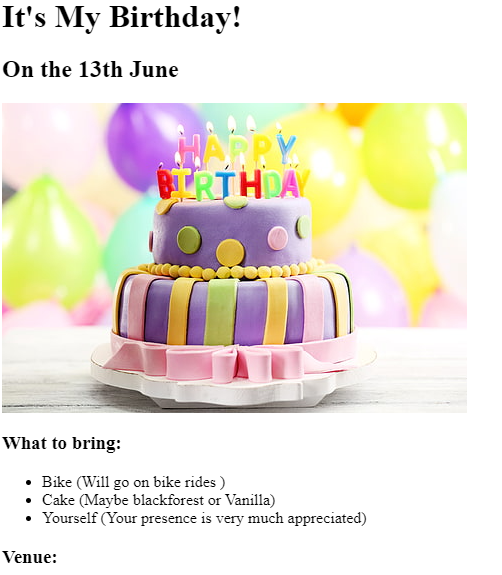 It's My Birthday!
On the 13th June
HAPPY
BIRTHDAY
What to bring:
Bike (Will go on bike rides )
Cake (Maybe blackforest or Vanilla)
Yourself (Your presence is very much appreciated)
Venue: